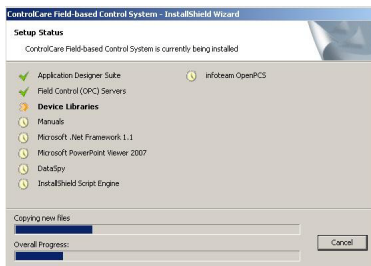 ControlCare Field-based Control System - InstallShield Wizard
Setup Status
ControlCare Field-based Control System is currently being installed
Application Designer Suite
Field Control (OPC) Servers
Device Libraries
Manuals
Microsoft .Net Framework 1.1
Microsoft PowerPoint Viewer 2007
DataSpy
InstallShield Script Engine
infoteam OpenPCS
Copying new files
Overall Progress:
Cancel